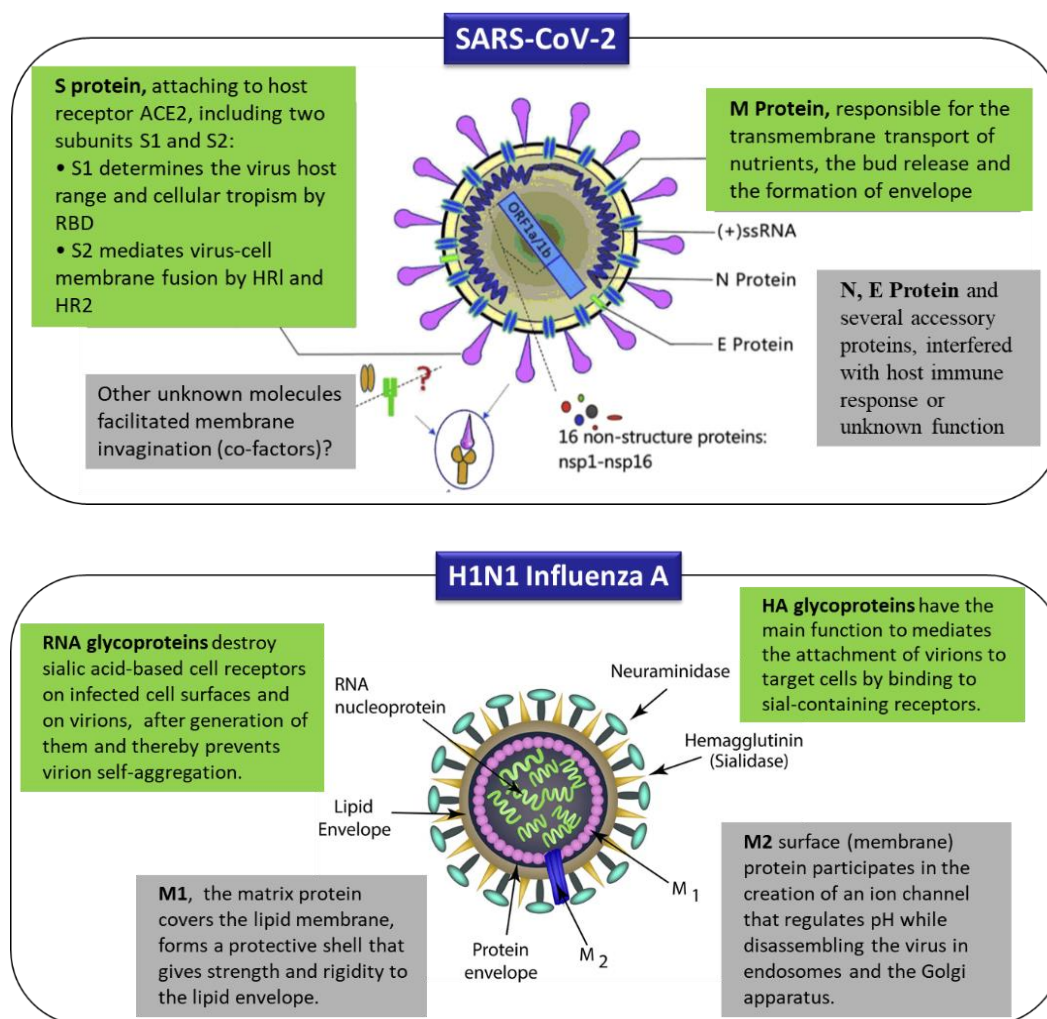 SARS-CoV-2
S protein, attaching to host
receptor ACE2, including two
subunits S1 and S2:
• S1 determines the virus host
range and cellular tropism by
RBD
• S2 mediates virus-cell
membrane fusion by HRl and
HR2
M Protein, responsible for the
transmembrane transport of
nutrients, the bud release and
the formation of envelope
ORF1a/1b
(+)ssRNA
N Protein
E Protein
N, E Protein and
several accessory
proteins, interfered
with host immune
response or
unknown function
Other unknown molecules
facilitated membrane
invagination (co-factors)?
?
16 non-structure proteins:
nsp1-nsp16
H1N1 Influenza A
RNA glycoproteins destroy
sialic acid-based cell receptors
on infected cell surfaces and
on virions, after generation of
them and thereby prevents
virion self-aggregation.
HA glycoproteins have the
main function to mediates
the attachment of virions to
target cells by binding to
sial-containing receptors.
RNA
nucleoprotein
Neuraminidase
Hemagglutinin
(Sialidase)
Lipid
Envelope
M1
M2
Protein
envelope
M1, the matrix protein
covers the lipid membrane,
forms a protective shell that
gives strength and rigidity to
the lipid envelope.
M2 surface (membrane)
protein participates in the
creation of an ion channel
that regulates pH while
disassembling the virus in
endosomes and the Golgi
apparatus.